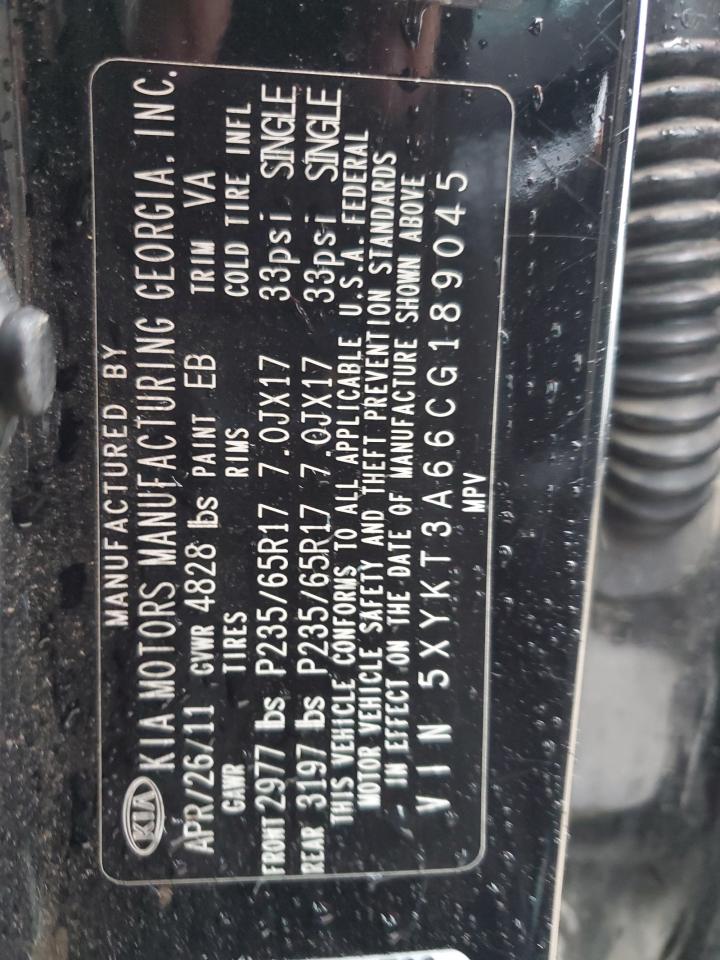 MANUFACTURED BY
KIA KIA MOTORS MANUFACTURING GEORGIA, INC.
APR/26/11 GVWR 4828 lbs PAINT EB TRIM VA
GAWR TIRES RIMS COLD TIRE INFL
FRONT 2977 lbs P235/65R17 7.0JX17 33psi SINGLE
REAR 3197 lbs P235/65R17 7.0JX17 33psi SINGLE
THIS VEHICLE CONFORMS TO ALL APPLICABLE U.S.A. FEDERAL
MOTOR VEHICLE SAFETY AND THEFT PREVENTION STANDARDS
IN EFFECT ON THE DATE OF MANUFACTURE SHOWN ABOVE
VIN 5XYKT3A66CG189045
MPV